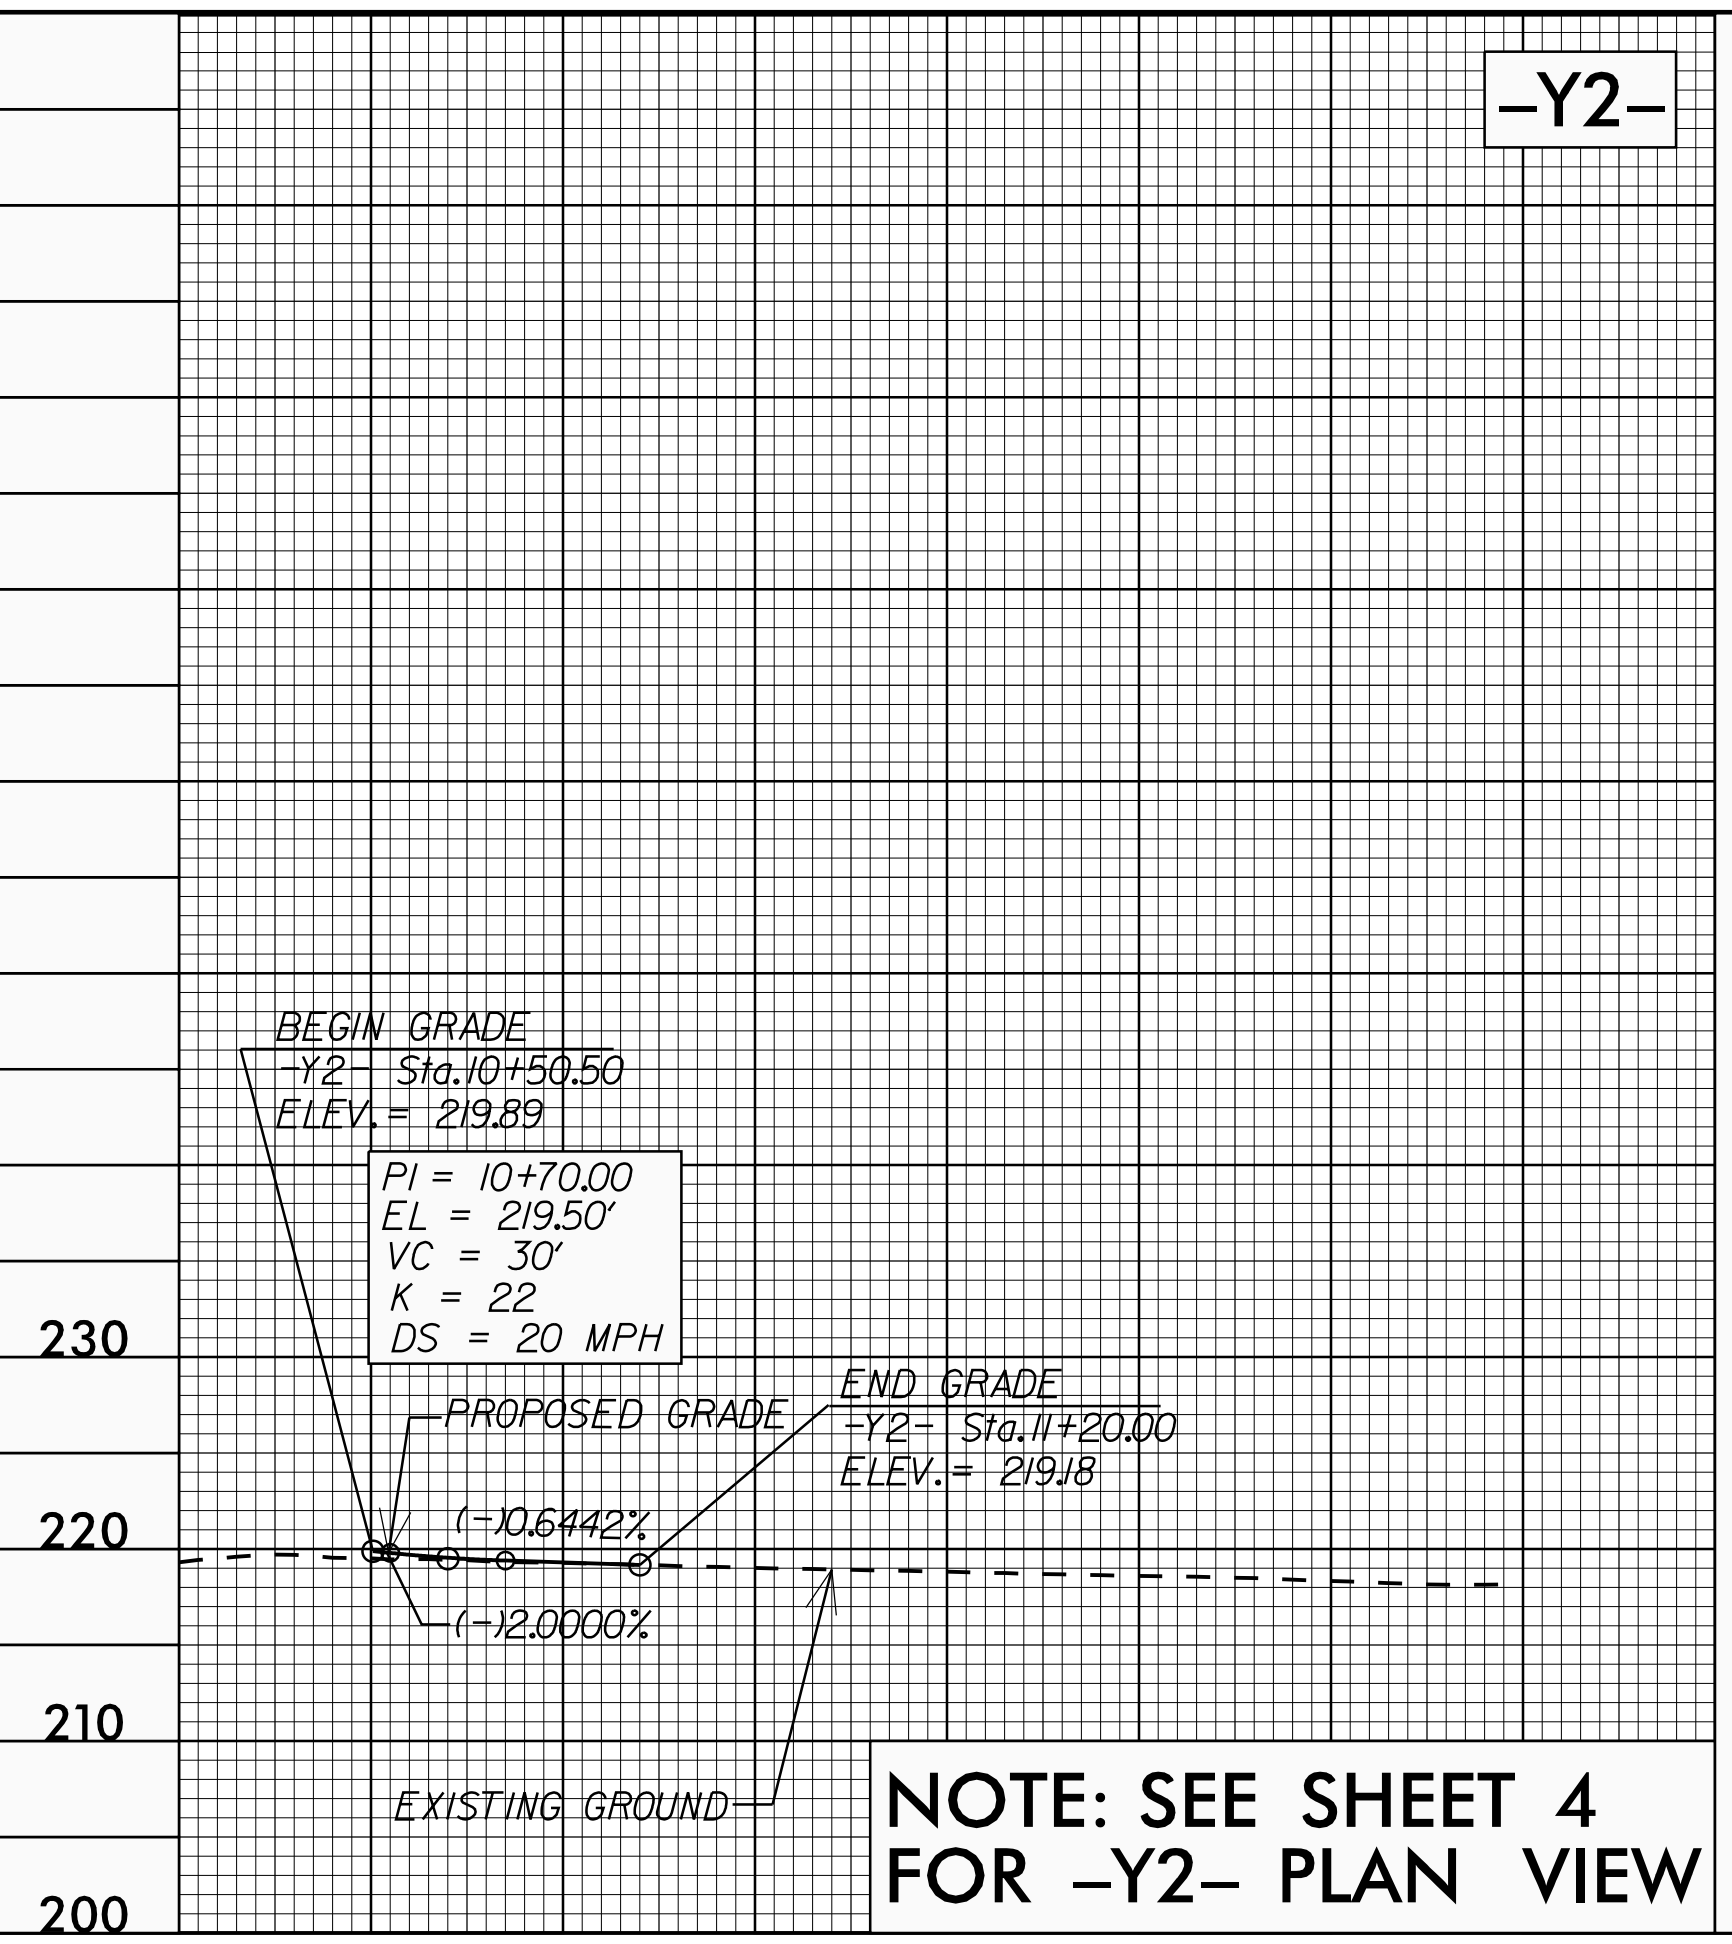 –Y2–
BEGIN GRADE
-Y2- Sta. 10+50.50
ELEV. = 219.89
PI = 10+70.00
EL = 219.50'
VC = 30'
K = 22
DS = 20 MPH
230
END GRADE
-Y2- Sta. 11+20.00
ELEV. = 219.18
PROPOSED GRADE
(-)0.6442%
220
(-)2.0000%
210
EXISTING GROUND
NOTE: SEE SHEET 4
FOR –Y2– PLAN VIEW
200